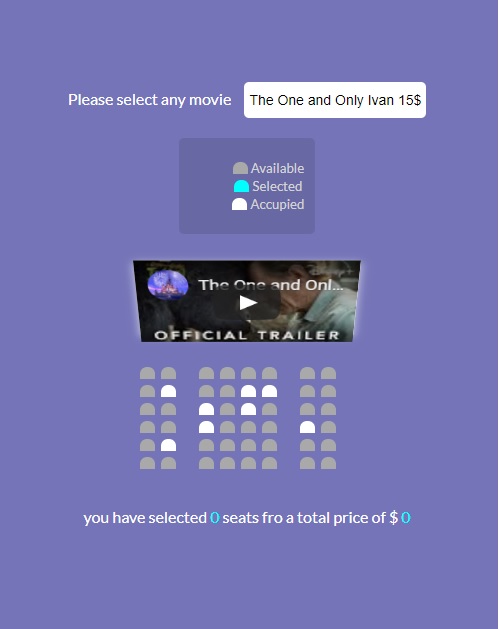 Please select any movie The One and Only Ivan 15$
Available
Selected
Accupied
Disney+
The One and Onl...
OFFICIAL TRAILER
you have selected 0 seats fro a total price of $ 0